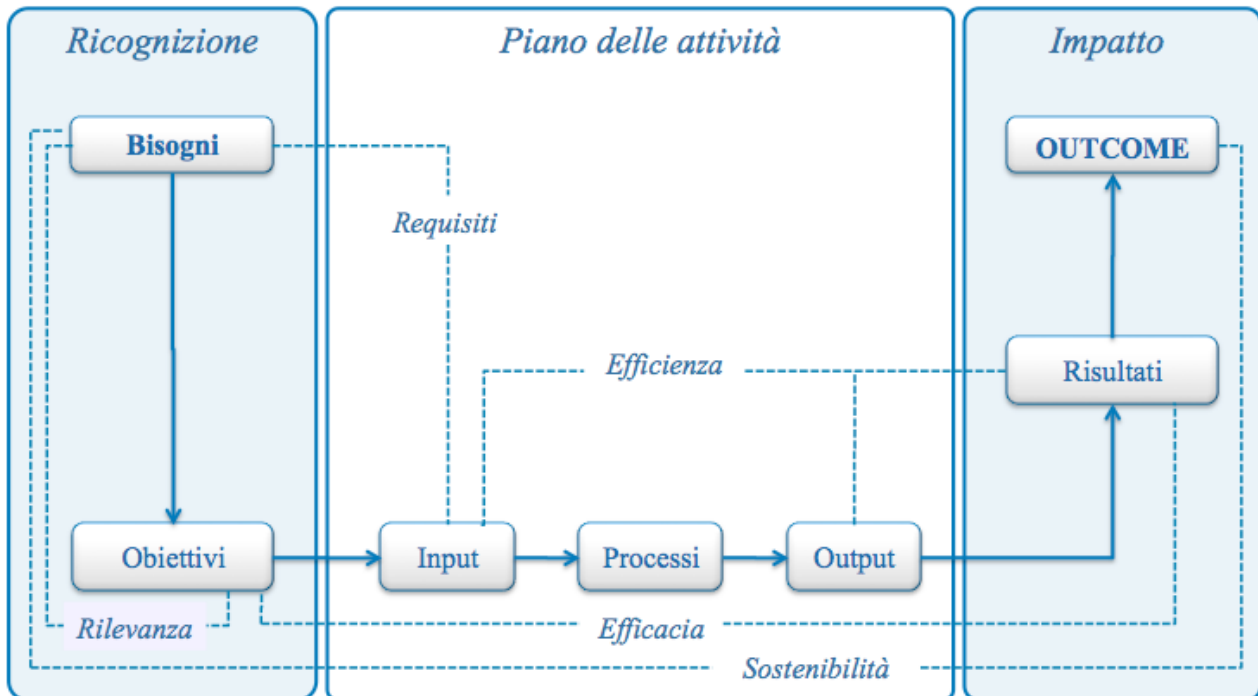 Ricognizione
Piano delle attività
Impatto
Bisogni
OUTCOME
Requisiti
Efficienza
Risultati
Obiettivi
Input
Processi
Output
Rilevanza
Efficacia
Sostenibilità